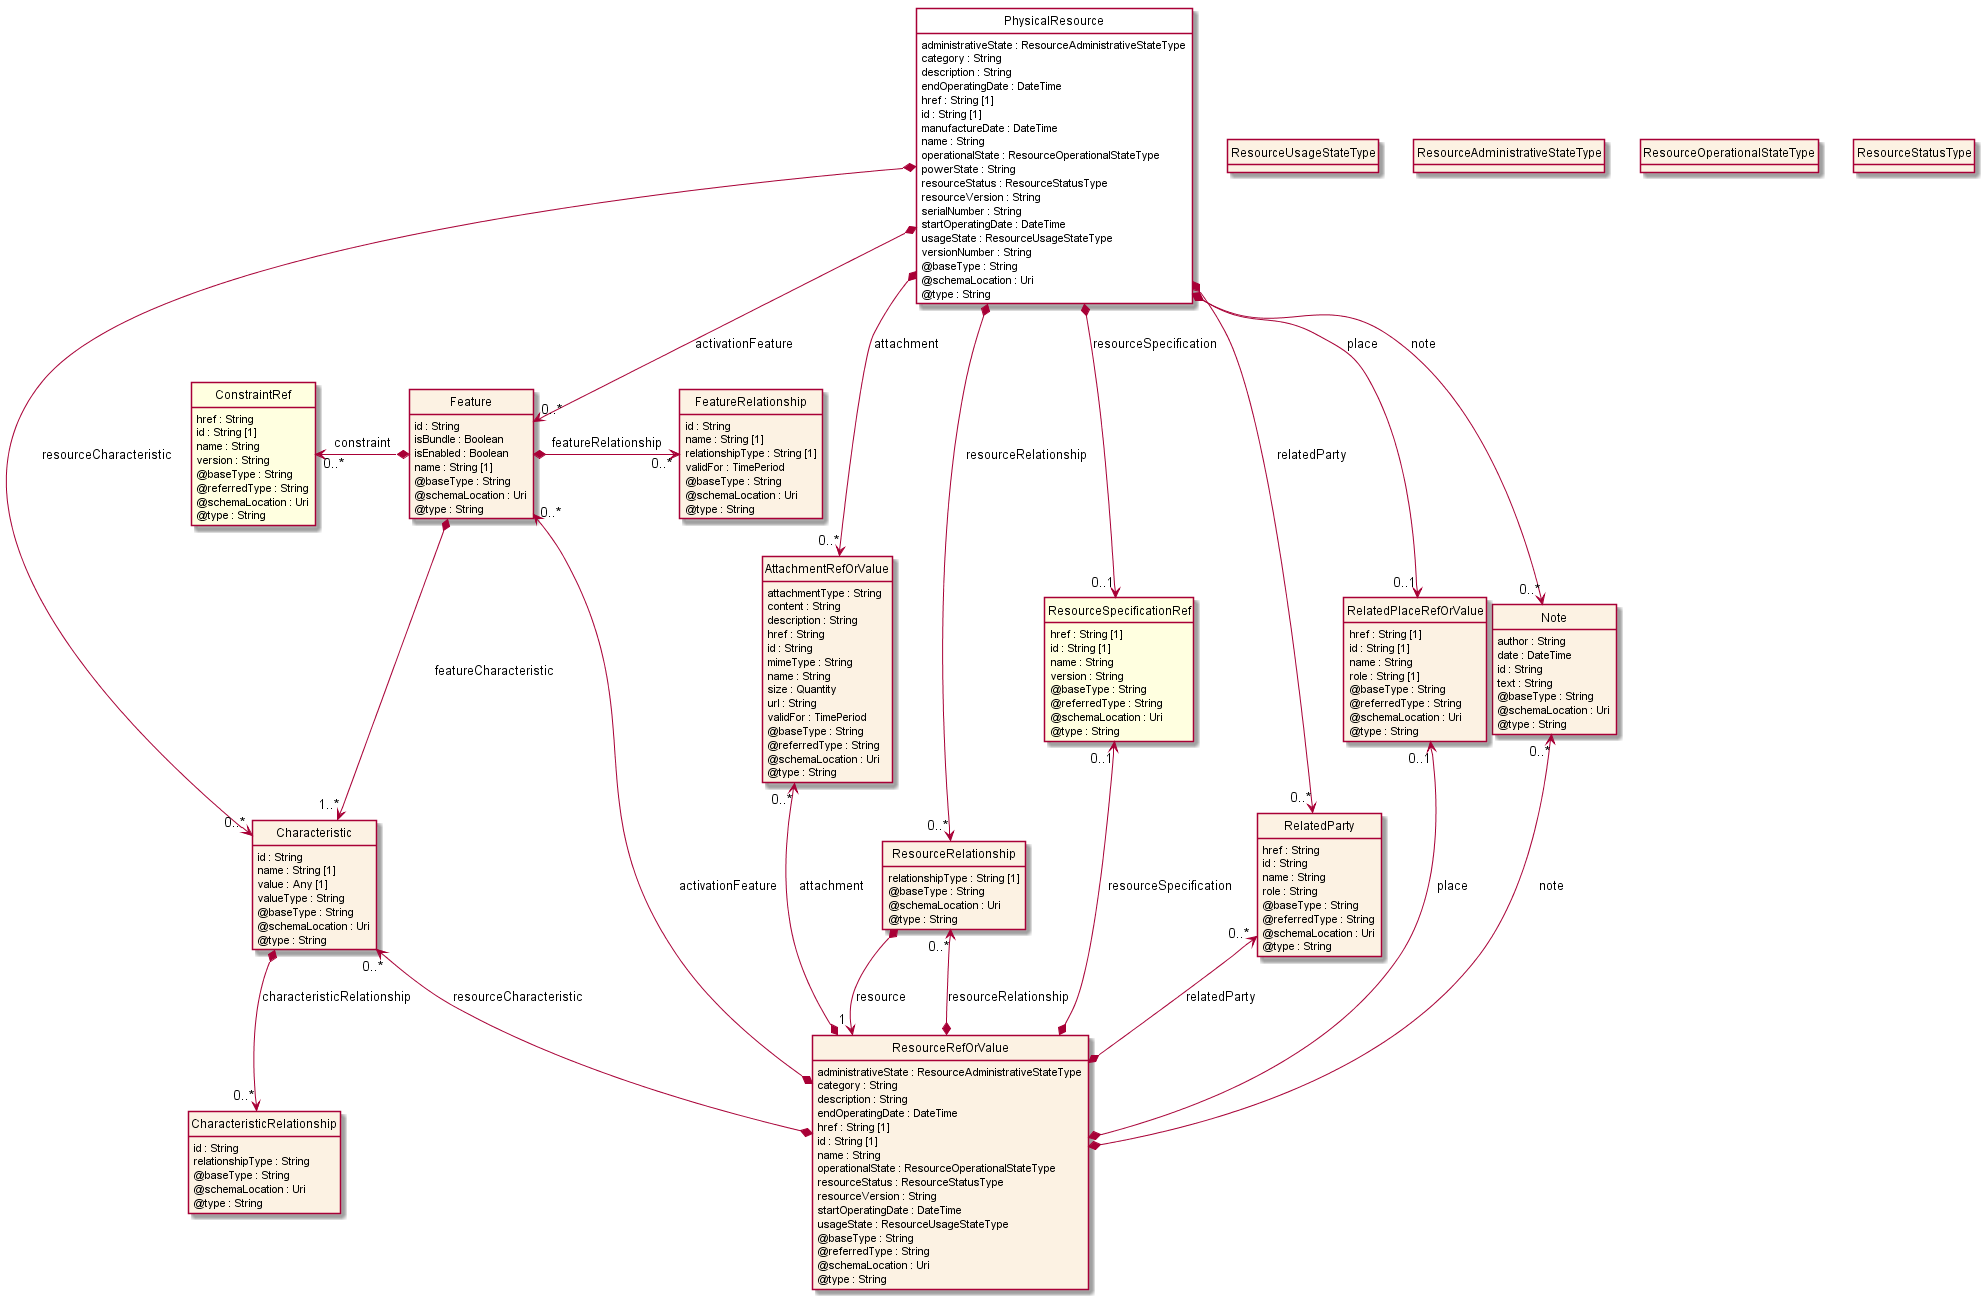 PhysicalResource
administrativeState : ResourceAdministrativeStateType
category : String
description : String
endOperatingDate : DateTime
href : String [1]
id : String [1]
manufactureDate : DateTime
name : String
operationalState : ResourceOperationalStateType
powerState : String
resourceStatus : ResourceStatusType
resourceVersion : String
serialNumber : String
startOperatingDate : DateTime
usageState : ResourceUsageStateType
versionNumber : String
@baseType : String
@schemaLocation : Uri
@type : String
ResourceUsageStateType
ResourceAdministrativeStateType
ResourceOperationalStateType
ResourceStatusType
activationFeature
attachment
resourceSpecification
place
note
ConstraintRef
href : String
id : String [1]
name : String
version : String
@baseType : String
@referredType : String
@schemaLocation : Uri
@type : String
constraint
0..*
Feature
id : String
isBundle : Boolean
isEnabled : Boolean
name : String [1]
@baseType : String
@schemaLocation : Uri
@type : String
0..*
featureRelationship
0..*
0..*
FeatureRelationship
id : String
name : String [1]
relationshipType : String [1]
validFor : TimePeriod
@baseType : String
@schemaLocation : Uri
@type : String
resourceCharacteristic
resourceRelationship
relatedParty
0..*
AttachmentRefOrValue
attachmentType : String
content : String
description : String
href : String
id : String
mimeType : String
name : String
size : Quantity
url : String
validFor : TimePeriod
@baseType : String
@referredType : String
@schemaLocation : Uri
@type : String
0..*
0..1
ResourceSpecificationRef
href : String [1]
id : String [1]
name : String
version : String
@baseType : String
@referredType : String
@schemaLocation : Uri
@type : String
0..1
0..1
RelatedPlaceRefOrValue
href : String [1]
id : String [1]
name : String
role : String [1]
@baseType : String
@referredType : String
@schemaLocation : Uri
@type : String
0..1
0..*
Note
author : String
date : DateTime
id : String
text : String
@baseType : String
@schemaLocation : Uri
@type : String
0..*
featureCharacteristic
1..*
0..*
Characteristic
id : String
name : String [1]
value : Any [1]
valueType : String
@baseType : String
@schemaLocation : Uri
@type : String
0..*
activationFeature
attachment
0..*
ResourceRelationship
relationshipType : String [1]
@baseType : String
@schemaLocation : Uri
@type : String
0..*
resourceSpecification
0..*
RelatedParty
href : String
id : String
name : String
role : String
@baseType : String
@referredType : String
@schemaLocation : Uri
@type : String
0..*
place
note
characteristicRelationship
resourceCharacteristic
resource
resourceRelationship
relatedParty
1
0..*
CharacteristicRelationship
id : String
relationshipType : String
@baseType : String
@schemaLocation : Uri
@type : String
ResourceRefOrValue
administrativeState : ResourceAdministrativeStateType
category : String
description : String
endOperatingDate : DateTime
href : String [1]
id : String [1]
name : String
operationalState : ResourceOperationalStateType
resourceStatus : ResourceStatusType
resourceVersion : String
startOperatingDate : DateTime
usageState : ResourceUsageStateType
@baseType : String
@referredType : String
@schemaLocation : Uri
@type : String